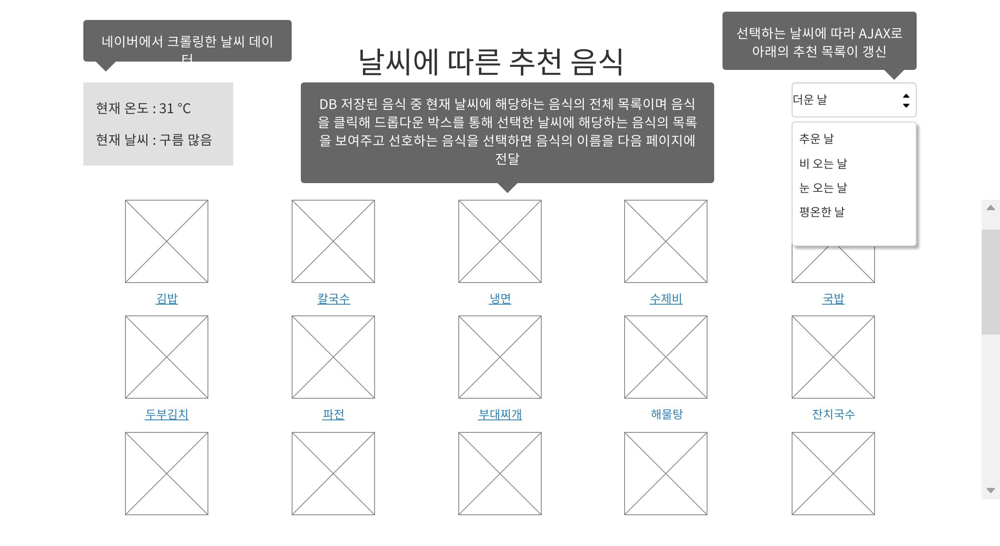 네이버에서 크롤링한 날씨 데이
터
선택하는 날씨에 따라 AJAX로
아래의 추천 목록이 갱신
날씨에 따른 추천 음식
현재 온도 : 31 °C
현재 날씨 : 구름 많음
DB 저장된 음식 중 현재 날씨에 해당하는 음식의 전체 목록이며 음식
을 클릭해 드롭다운 박스를 통해 선택한 날씨에 해당하는 음식의 목록
을 보여주고 선호하는 음식을 선택하면 음식의 이름을 다음 페이지에
전달
더운 날
추운 날
비 오는 날
눈 오는 날
평온한 날
김밥
칼국수
냉면
수제비
국밥
두부김치
파전
부대찌개
해물탕
잔치국수